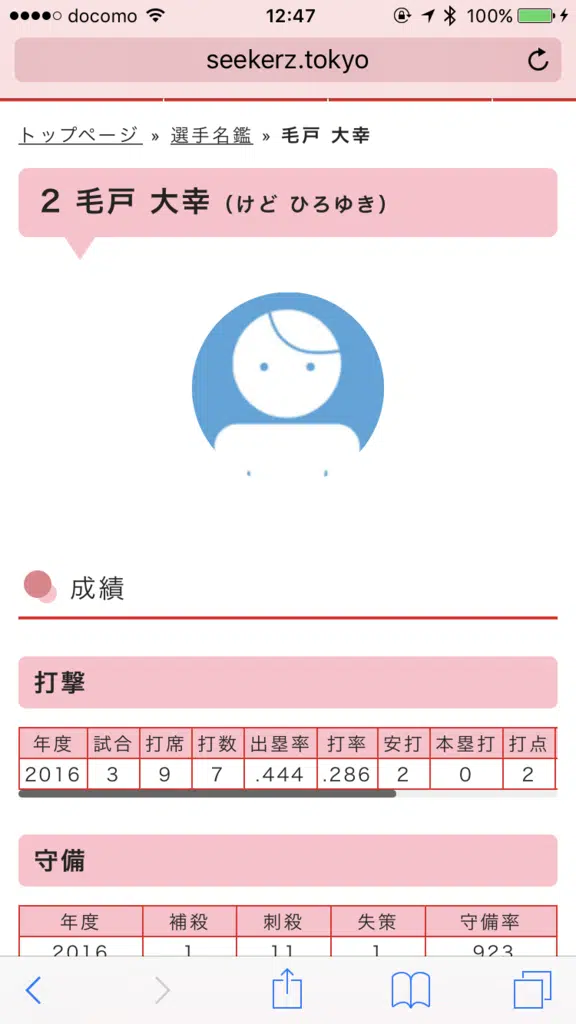 docomo 12:47 100%
seekerz.tokyo
トップページ » 選手名鑑 » 毛戸 大幸
2 毛戸 大幸（けど ひろゆき）
成績
打撃
年度 試合 打席 打数 出塁率 打率 安打 本塁打 打点
2016 3 9 7 .444 .286 2 0 2
守備
年度 補殺 刺殺 失策 守備率
2016 1 11 1 .923